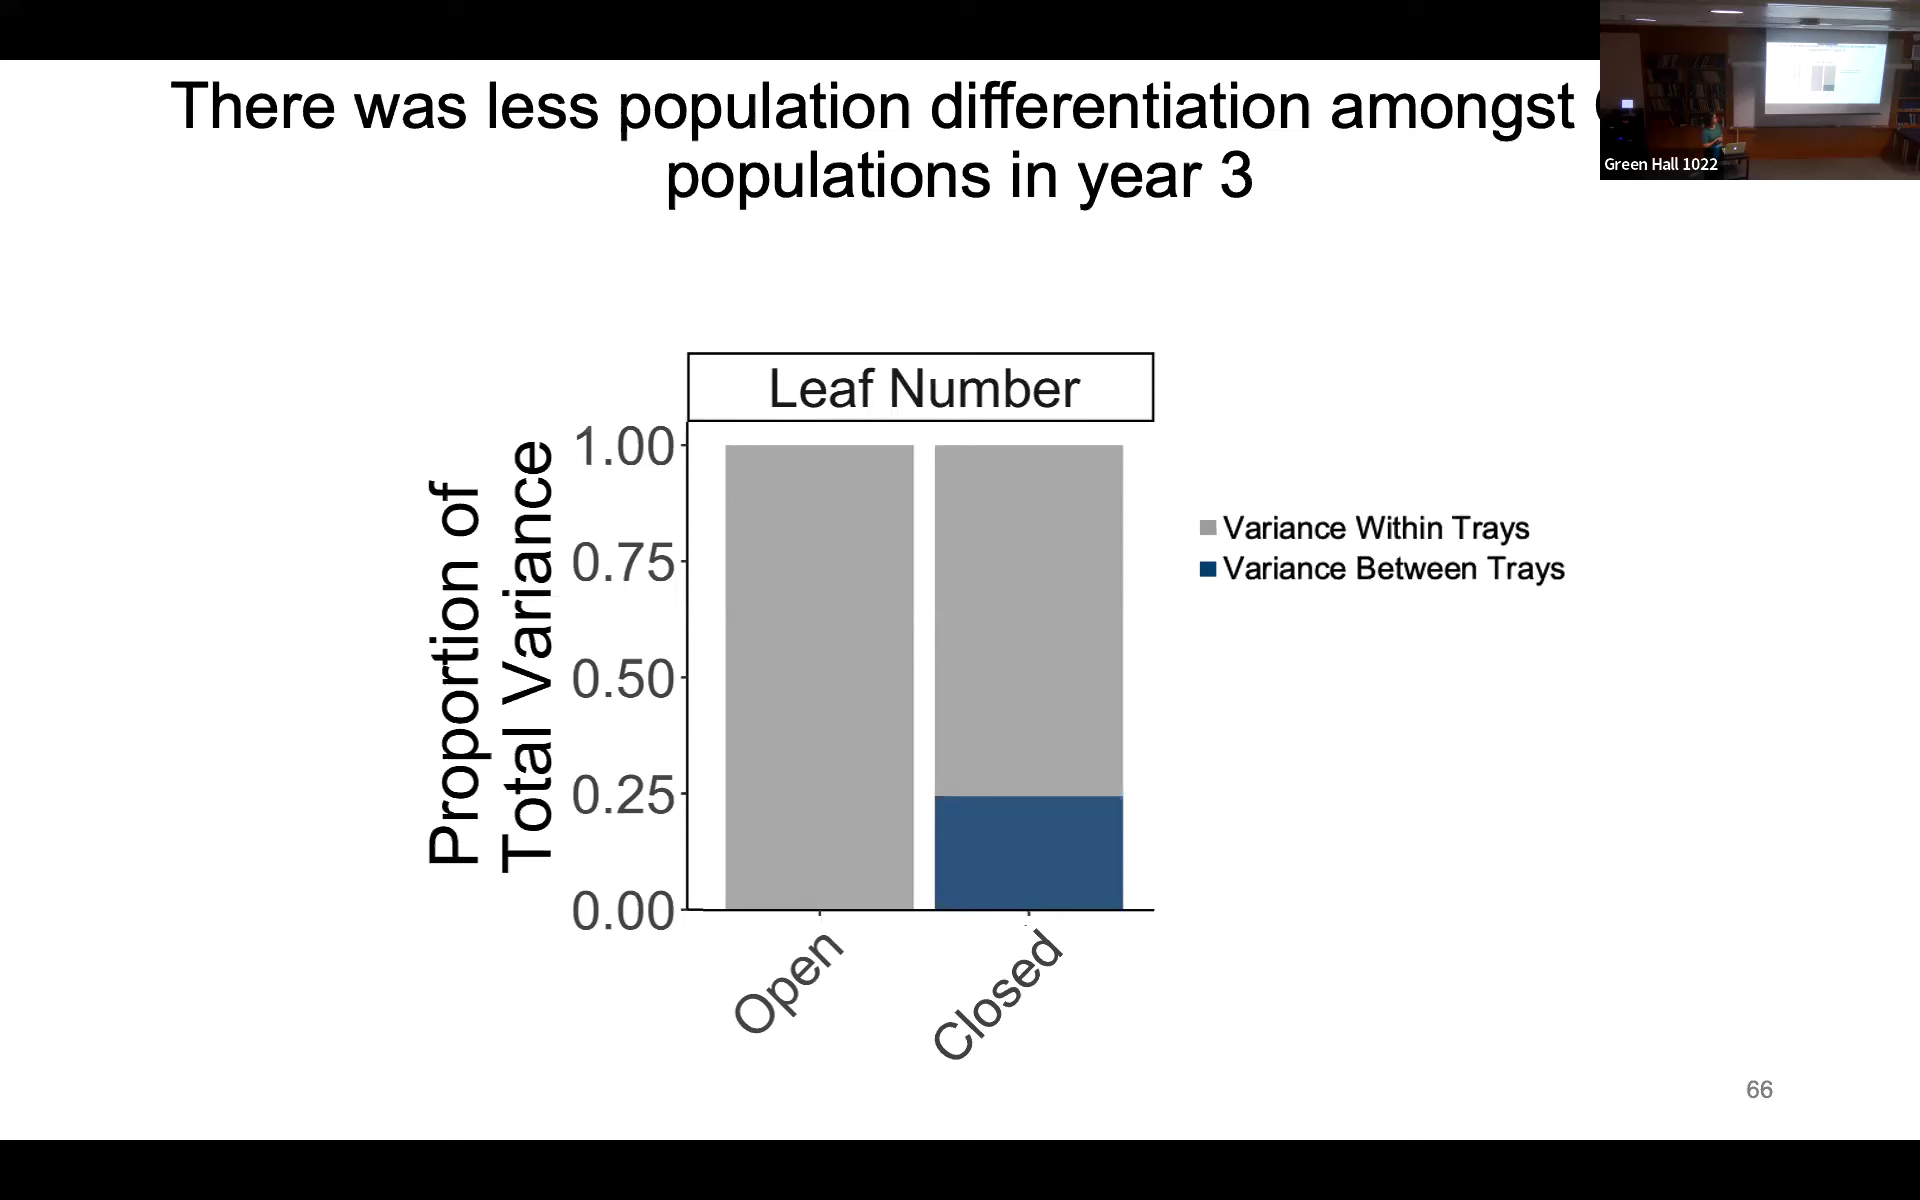 There was less population differentiation amongst
populations in year 3
Green Hall 1022
Leaf Number
Proportion of
Total Variance
1.00
0.75
0.50
0.25
0.00
Open
Closed
Variance Within Trays
Variance Between Trays
66